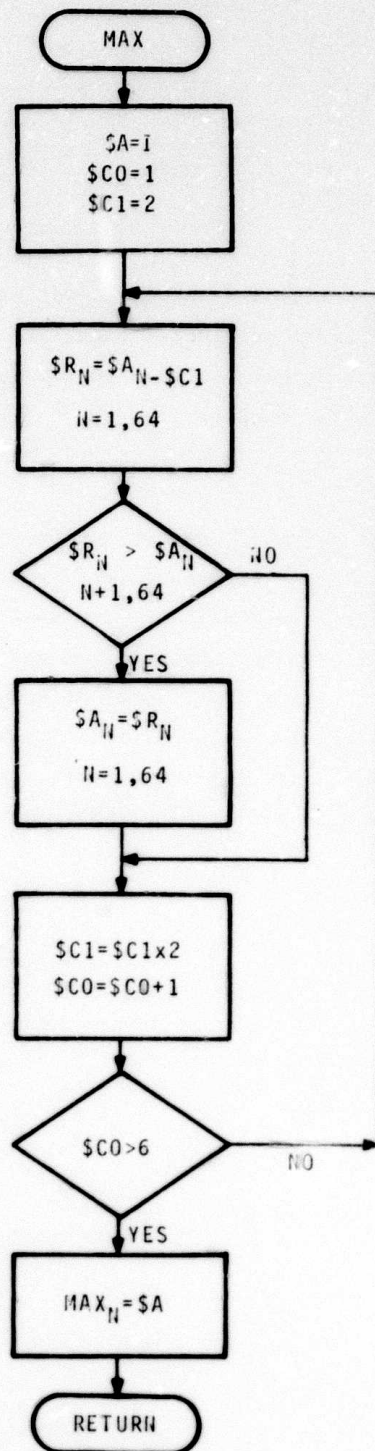 MAX
$A=I
$C0=1
$C1=2
$R_N=$A_N-$C1
N=1,64
$R_N > $A_N
N+1,64
NO
YES
$A_N=$R_N
N=1,64
$C1=$C1x2
$C0=$C0+1
$C0>6
NO
YES
MAX_N=$A
RETURN